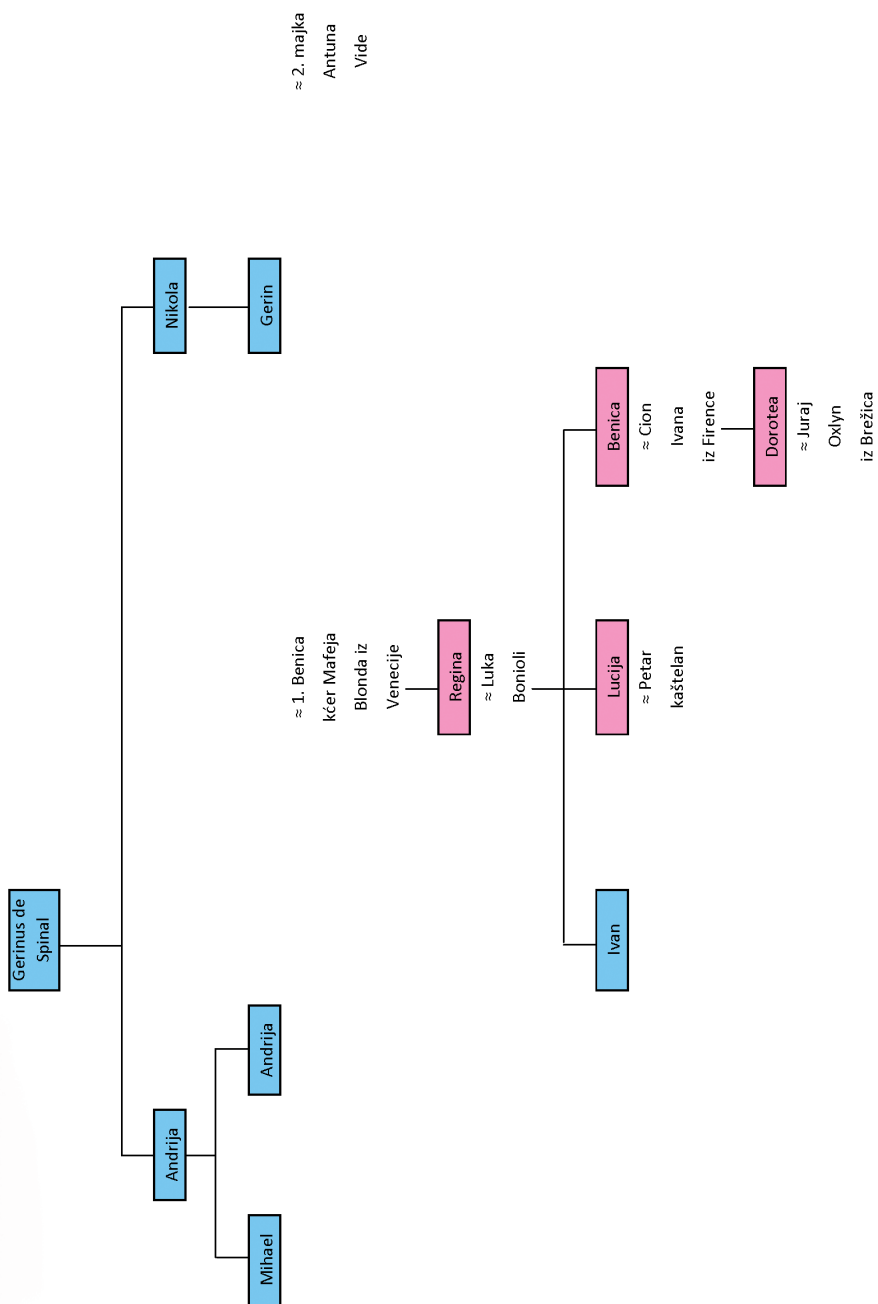 Gerinus de
Spinal
Andrija
Nikola
Mihael
Andrija
Gerin
≈ 1. Benica
kćer Mafeja
Blonda iz
Venecije
≈ 2. majka
Antuna
Vide
Regina
≈ Luka
Bonioli
Ivan
Lucija
≈ Petar
kaštelan
Benica
≈ Cion
Ivana
iz Firence
Dorotea
≈ Juraj
Oxlyn
iz Brežica